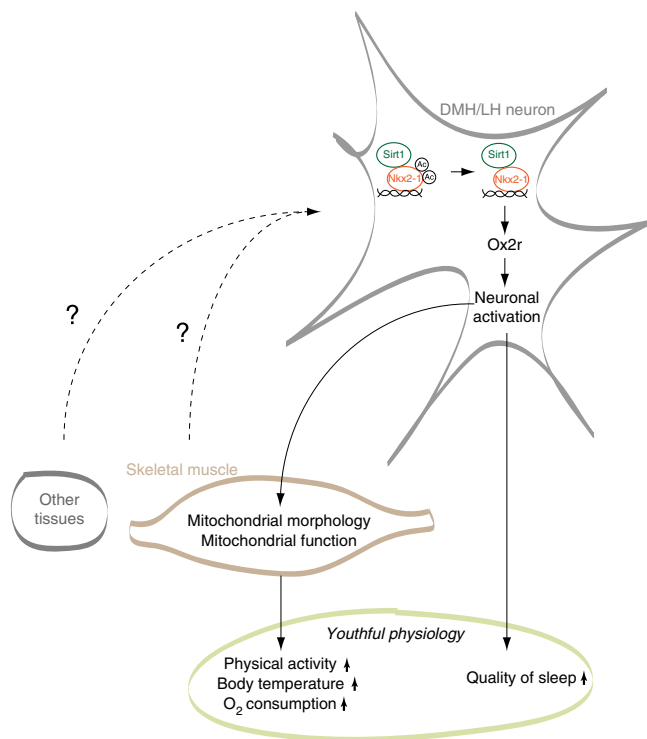 DMH/LH neuron
Sirt1
Ac
Nkx2-1
Ac
Sirt1
Nkx2-1
Ox2r
Neuronal
activation
?
?
Skeletal muscle
Other
tissues
Mitochondrial morphology
Mitochondrial function
Youthful physiology
Physical activity
Body temperature
O2 consumption
Quality of sleep